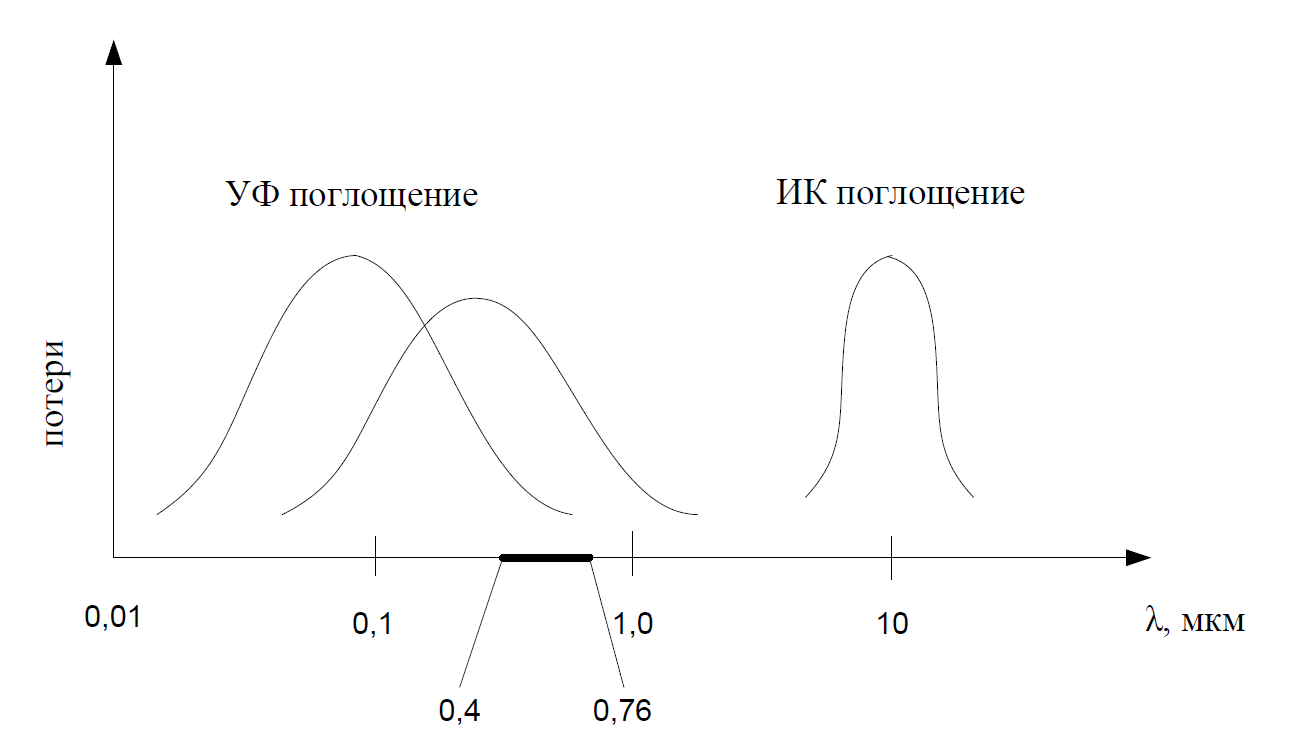 УФ поглощение
ИК поглощение
потери
0,01
0,1
1,0
10
λ, мкм
0,4
0,76